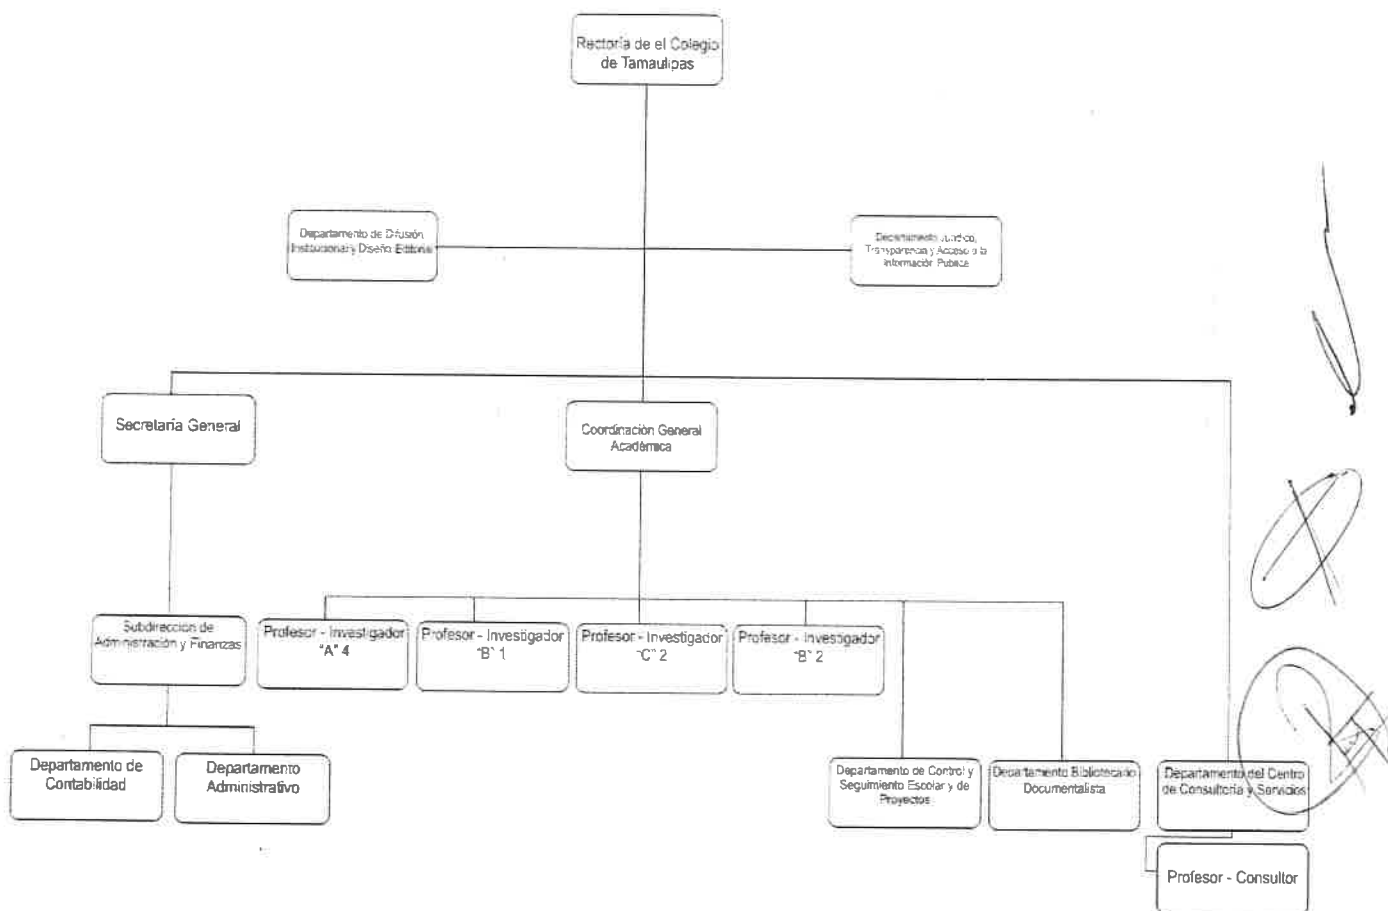 Rectoría de el Colegio
de Tamaulipas
Departamento de Difusión
Institucional y Diseño Editorial
Departamento Jurídico,
Transparencia y Acceso a la
Información Pública
Secretaría General
Coordinación General
Académica
Subdirección de
Administración y Finanzas
Profesor - Investigador
"A" 4
Profesor - Investigador
"B" 1
Profesor - Investigador
"C" 2
Profesor - Investigador
"B" 2
Departamento de
Contabilidad
Departamento
Administrativo
Departamento de Control y
Seguimiento Escolar y de
Proyectos
Departamento Bibliotecario
Documentalista
Departamento del Centro
de Consultoría y Servicios
Profesor - Consultor